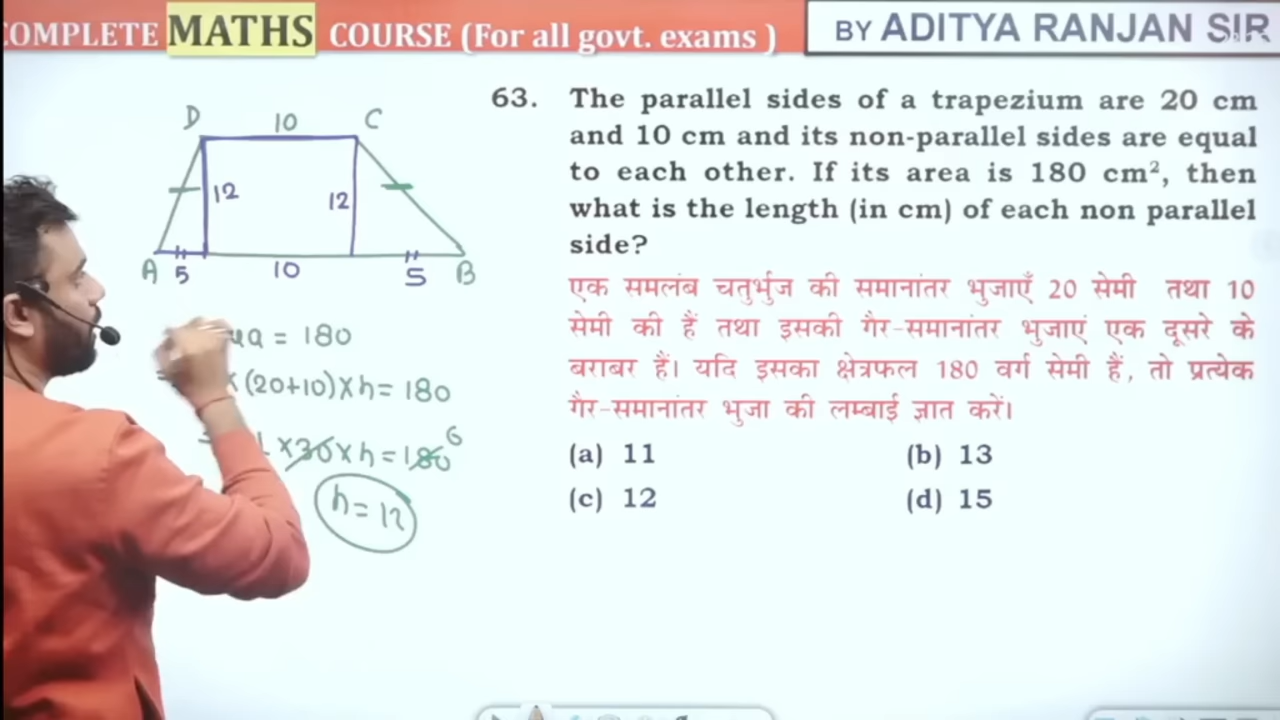 COMPLETE MATHS COURSE (For all govt. exams )
BY ADITYA RANJAN SIR
63. The parallel sides of a trapezium are 20 cm
and 10 cm and its non-parallel sides are equal
to each other. If its area is 180 cm², then
what is the length (in cm) of each non parallel
side?
एक समलंब चतुर्भुज की समानांतर भुजाएँ 20 सेमी तथा 10
सेमी की हैं तथा इसकी गैर-समानांतर भुजाएं एक दूसरे के
बराबर हैं। यदि इसका क्षेत्रफल 180 वर्ग सेमी हैं, तो प्रत्येक
गैर-समानांतर भुजा की लम्बाई ज्ञात करें।
(a) 11 (b) 13
(c) 12 (d) 15
D 10 C
12 12
A 5 10 5 B
= 180
×(20+10)×h = 180
×30×h = 180 6
h = 12